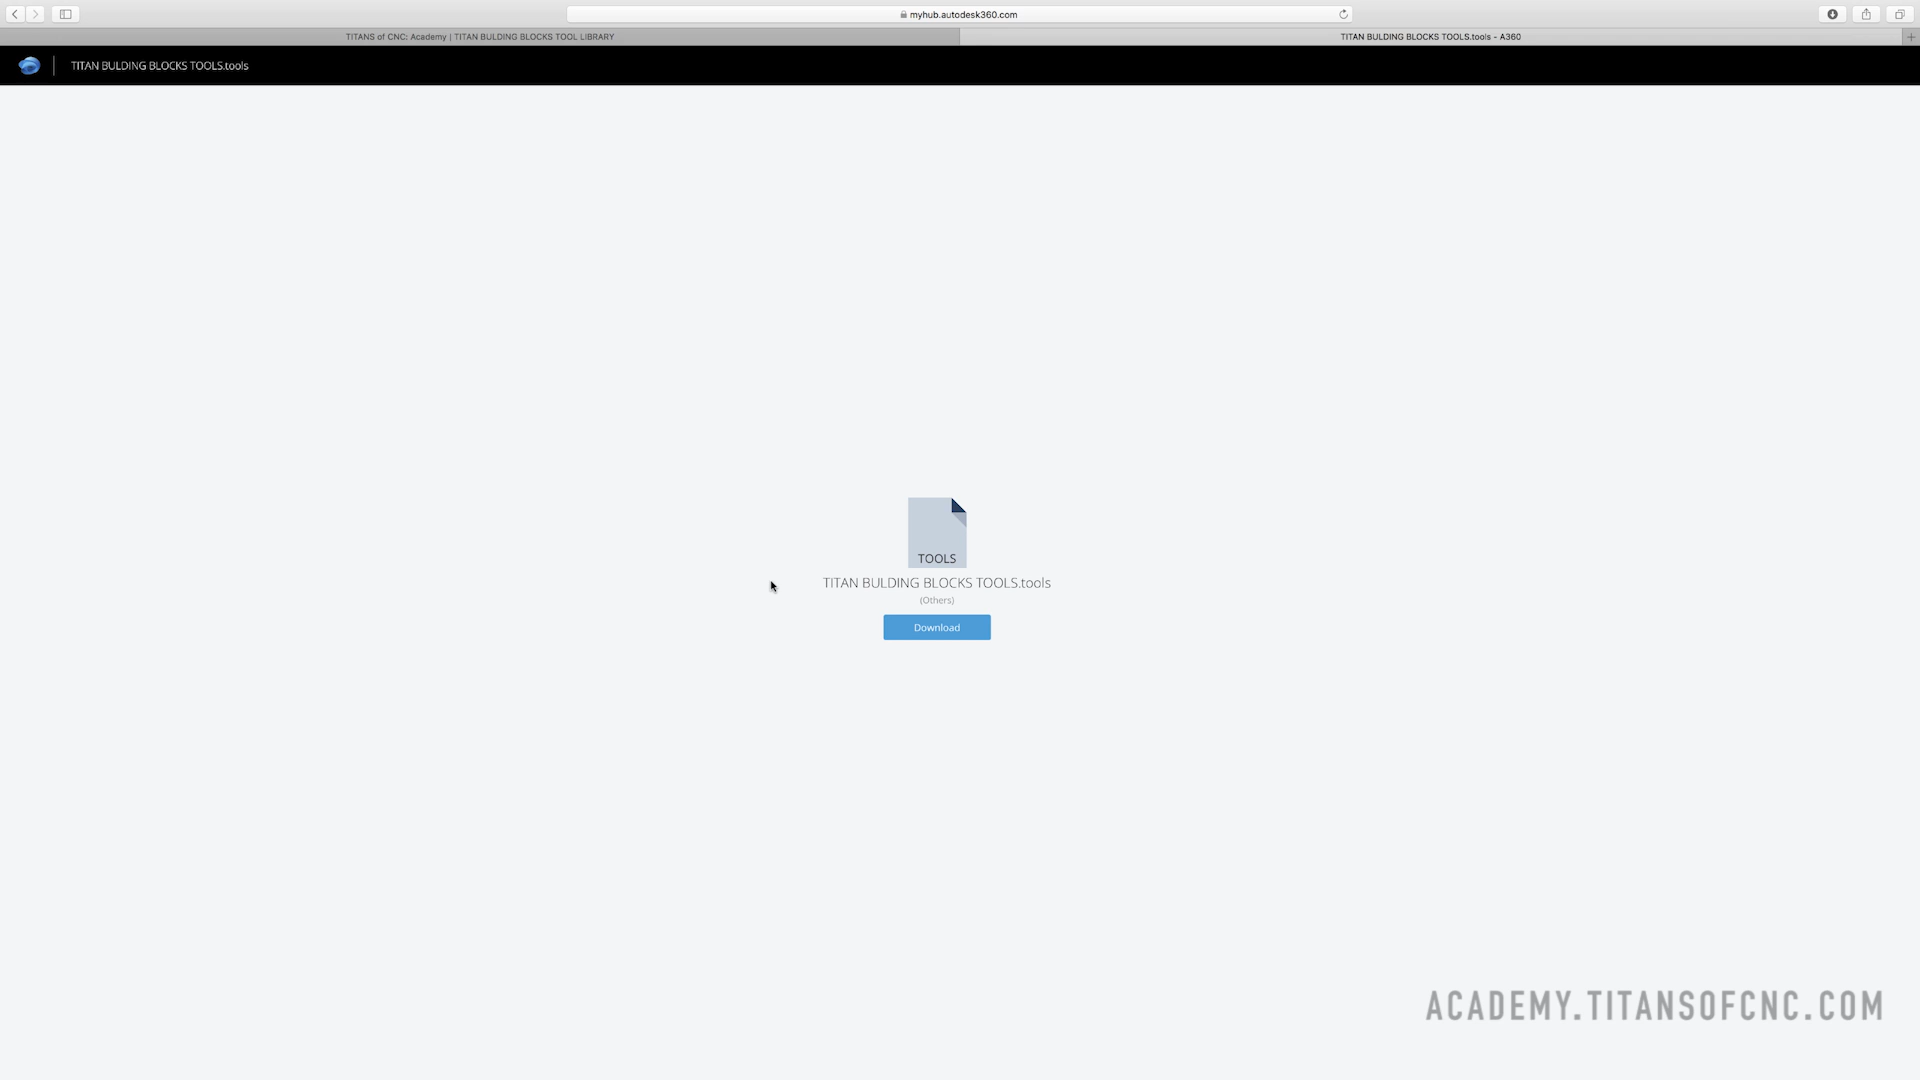 myhub.autodesk360.com
TITANS of CNC: Academy | TITAN BULDING BLOCKS TOOL LIBRARY
TITAN BULDING BLOCKS TOOLS.tools - A360
TITAN BULDING BLOCKS TOOLS.tools
TOOLS
TITAN BULDING BLOCKS TOOLS.tools
(Others)
Download
ACADEMY.TITANSOFCNC.COM